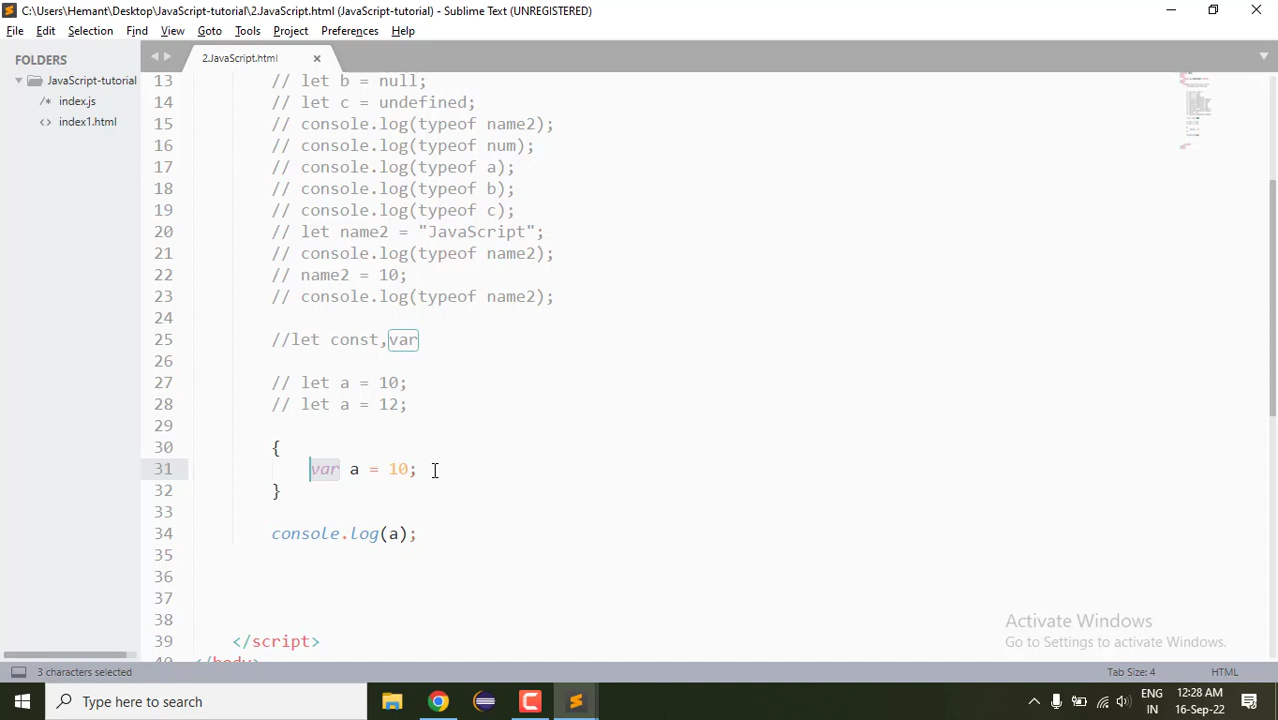 C:\Users\Hemant\Desktop\JavaScript-tutorial\2.JavaScript.html (JavaScript-tutorial) - Sublime Text (UNREGISTERED)
File Edit Selection Find View Goto Tools Project Preferences Help
FOLDERS
JavaScript-tutorial
/* index.js
<> index1.html
2.JavaScript.html
13 // let b = null;
14 // let c = undefined;
15 // console.log(typeof name2);
16 // console.log(typeof num);
17 // console.log(typeof a);
18 // console.log(typeof b);
19 // console.log(typeof c);
20 // let name2 = "JavaScript";
21 // console.log(typeof name2);
22 // name2 = 10;
23 // console.log(typeof name2);
24
25 //let const,var
26
27 // let a = 10;
28 // let a = 12;
29
30 {
31 var a = 10;
32 }
33
34 console.log(a);
35
36
37
38
39 </script>
40 </body>
Activate Windows
Go to Settings to activate Windows.
3 characters selected
Tab Size: 4
HTML
Type here to search
ENG
IN
12:28 AM
16-Sep-22